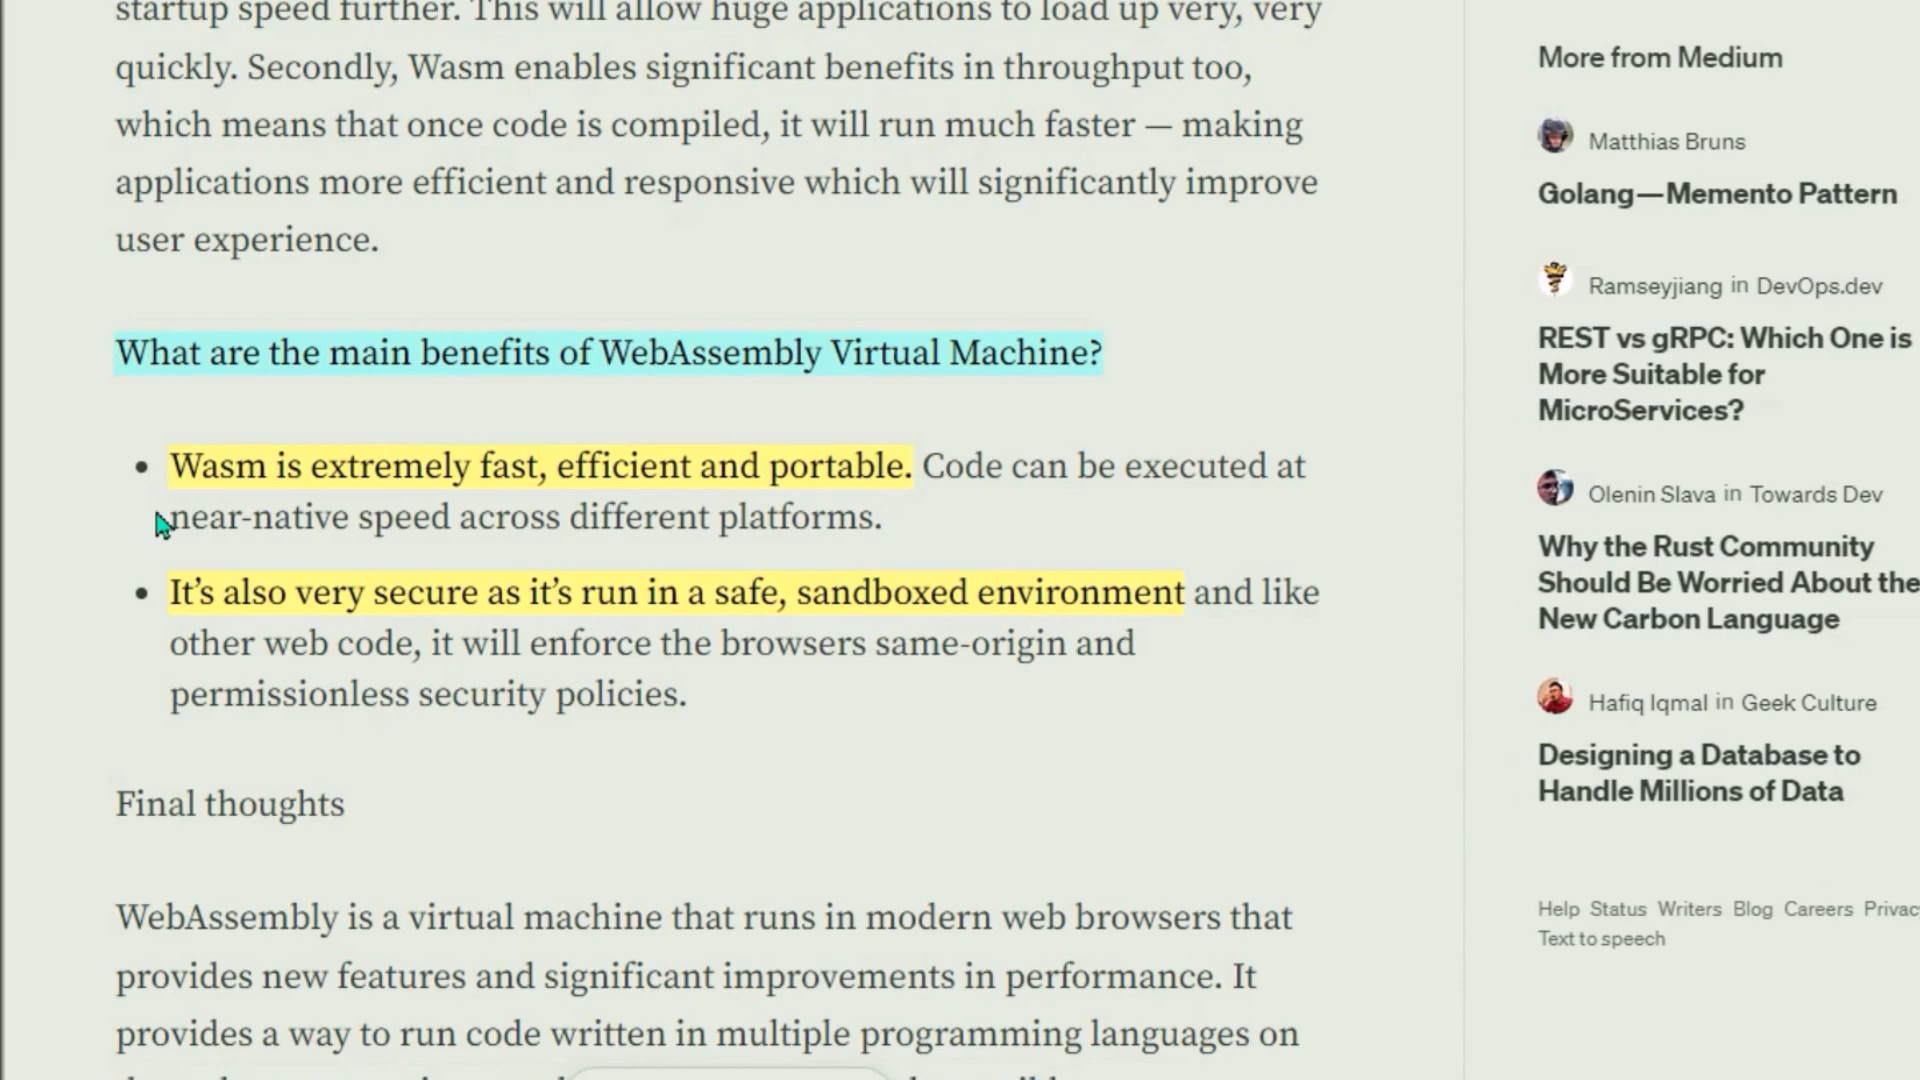 startup speed further. This will allow huge applications to load up very, very
quickly. Secondly, Wasm enables significant benefits in throughput too,
which means that once code is compiled, it will run much faster — making
applications more efficient and responsive which will significantly improve
user experience.
What are the main benefits of WebAssembly Virtual Machine?
• Wasm is extremely fast, efficient and portable. Code can be executed at
near-native speed across different platforms.
• It’s also very secure as it’s run in a safe, sandboxed environment and like
other web code, it will enforce the browsers same-origin and
permissionless security policies.
Final thoughts
WebAssembly is a virtual machine that runs in modern web browsers that
provides new features and significant improvements in performance. It
provides a way to run code written in multiple programming languages on
More from Medium
Matthias Bruns
Golang — Memento Pattern
Ramseyjiang in DevOps.dev
REST vs gRPC: Which One is
More Suitable for
MicroServices?
Olenin Slava in Towards Dev
Why the Rust Community
Should Be Worried About the
New Carbon Language
Hafiq Iqmal in Geek Culture
Designing a Database to
Handle Millions of Data
Help Status Writers Blog Careers Privac
Text to speech